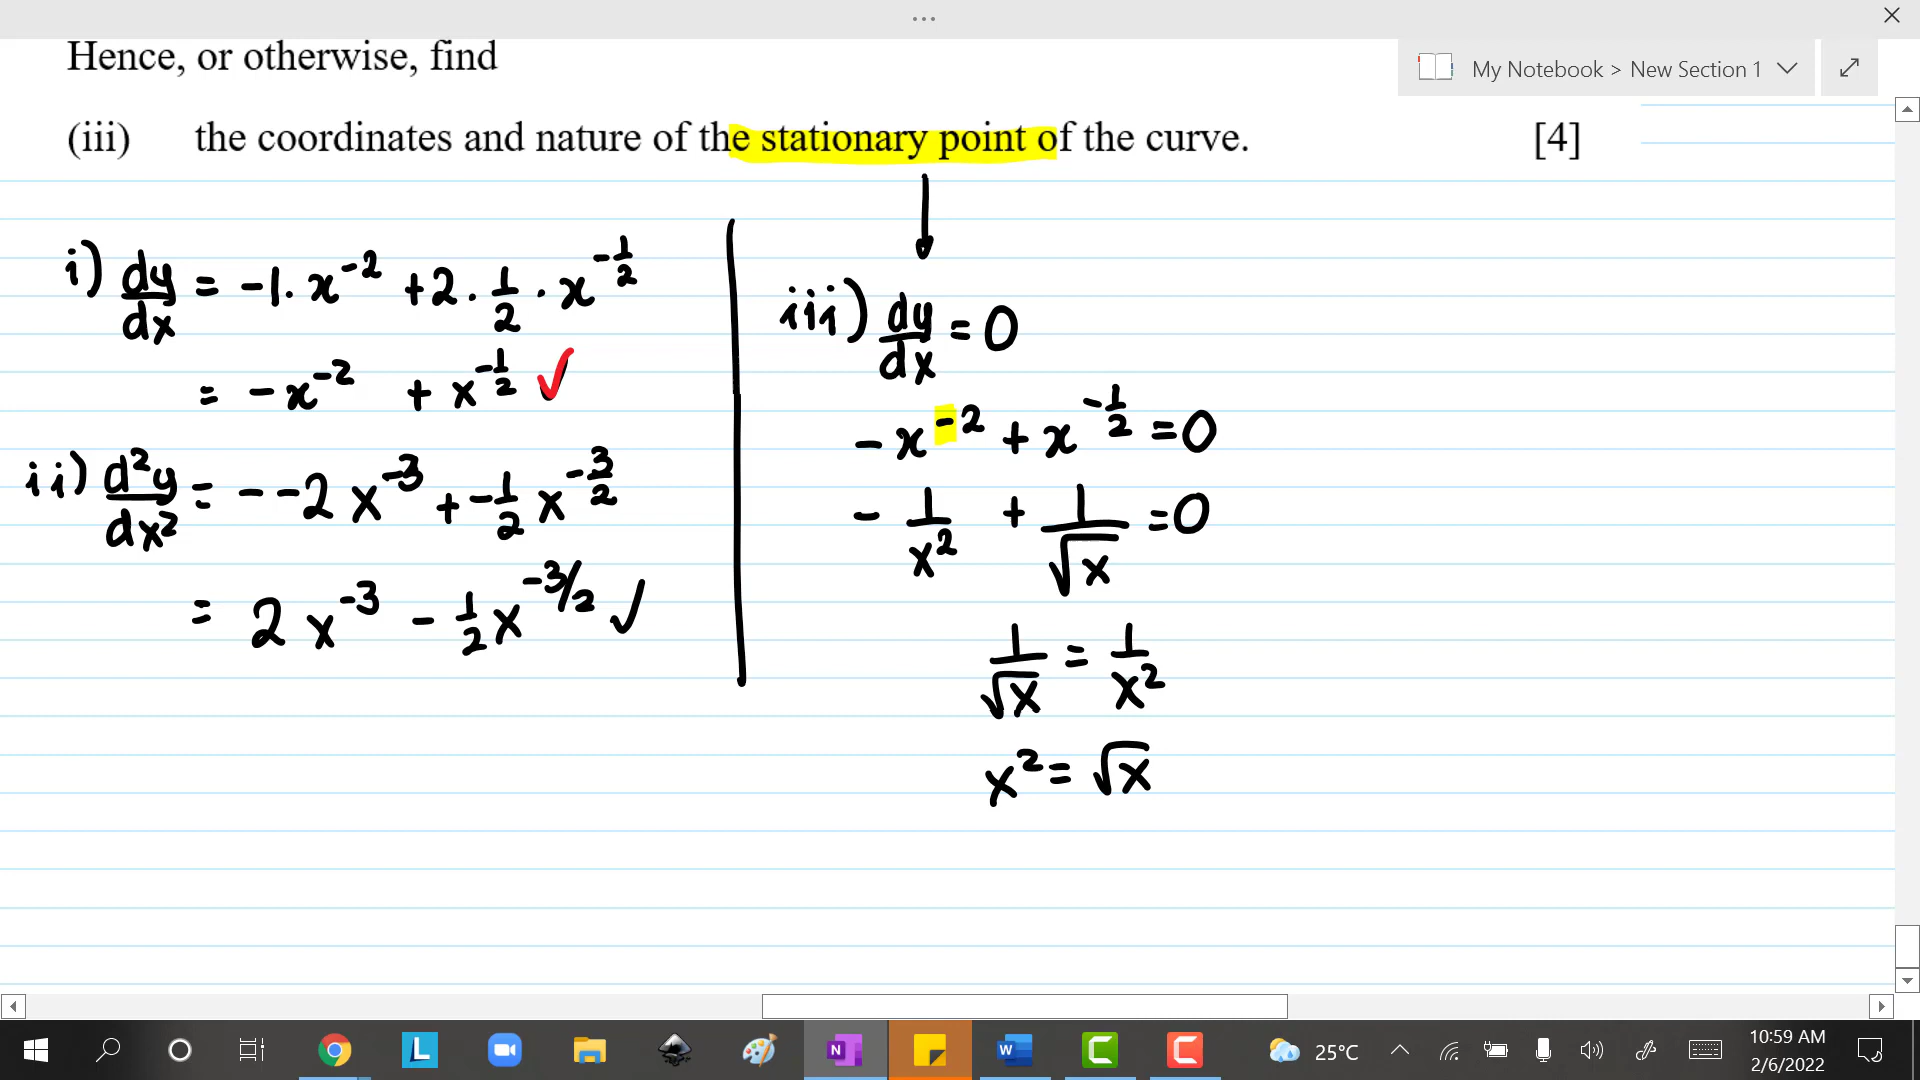 ...
Hence, or otherwise, find
My Notebook > New Section 1
(iii) the coordinates and nature of the stationary point of the curve. [4]
i) dy/dx = -1 · x^-2 + 2 · 1/2 · x^-1/2
= -x^-2 + x^-1/2 ✓
ii) d²y/dx² = - -2 x^-3 + -1/2 x^-3/2
= 2 x^-3 - 1/2 x^-3/2 ✓
iii) dy/dx = 0
-x^-2 + x^-1/2 = 0
- 1/x² + 1/√x = 0
1/√x = 1/x²
x² = √x
L
N
W
25°C
10:59 AM
2/6/2022